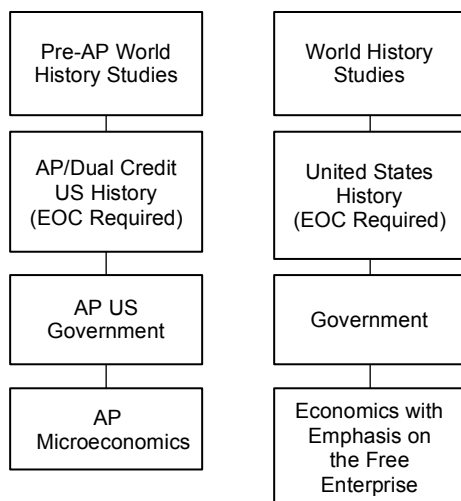 Pre-AP World
History Studies
AP/Dual Credit
US History
(EOC Required)
AP US
Government
AP
Microeconomics
World History
Studies
United States
History
(EOC Required)
Government
Economics with
Emphasis on
the Free
Enterprise